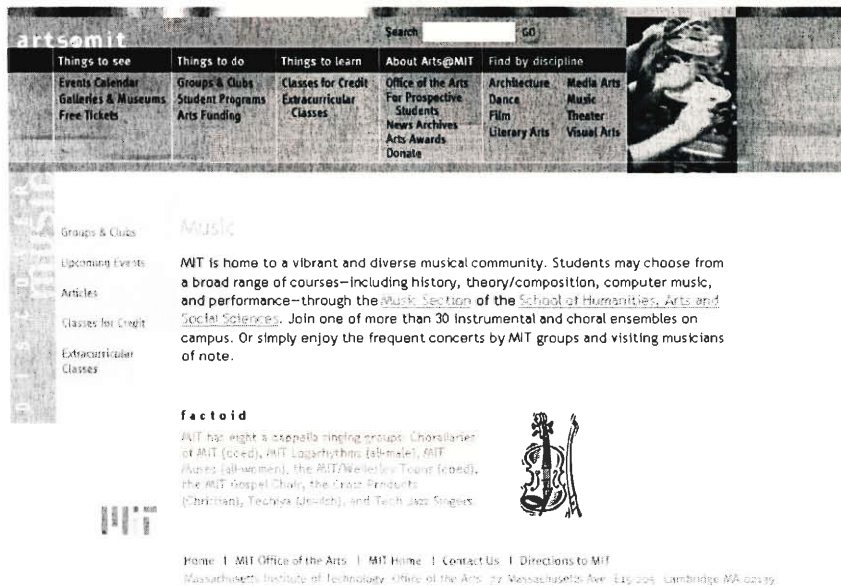 arts@mit
Search GO
Things to see
Events Calendar
Galleries & Museums
Free Tickets
Things to do
Groups & Clubs
Student Programs
Arts Funding
Things to learn
Classes for Credit
Extracurricular
Classes
About Arts@MIT
Office of the Arts
For Prospective
Students
News Archives
Arts Awards
Donate
Find by discipline
Architecture
Dance
Film
Literary Arts
Media Arts
Music
Theater
Visual Arts
DISCOVER
music
Groups & Clubs
Upcoming Events
Articles
Classes for Credit
Extracurricular
Classes
Music
MIT is home to a vibrant and diverse musical community. Students may choose from
a broad range of courses—including history, theory/composition, computer music,
and performance—through the Music Section of the School of Humanities, Arts and
Social Sciences. Join one of more than 30 instrumental and choral ensembles on
campus. Or simply enjoy the frequent concerts by MIT groups and visiting musicians
of note.
factoid
MIT has eight a cappella singing groups: Chorallaries
of MIT (coed), MIT Logarhythms (all-male), MIT
Muses (all-women), the MIT/Wellesley Toons (coed),
the MIT Gospel Choir, the Cross Products
(Christian), Techiya (Jewish), and Tech Jazz Singers.
MIT
Home | MIT Office of the Arts | MIT Home | Contact Us | Directions to MIT
Massachusetts Institute of Technology Office of the Arts 77 Massachusetts Ave E15-205 Cambridge MA 02139